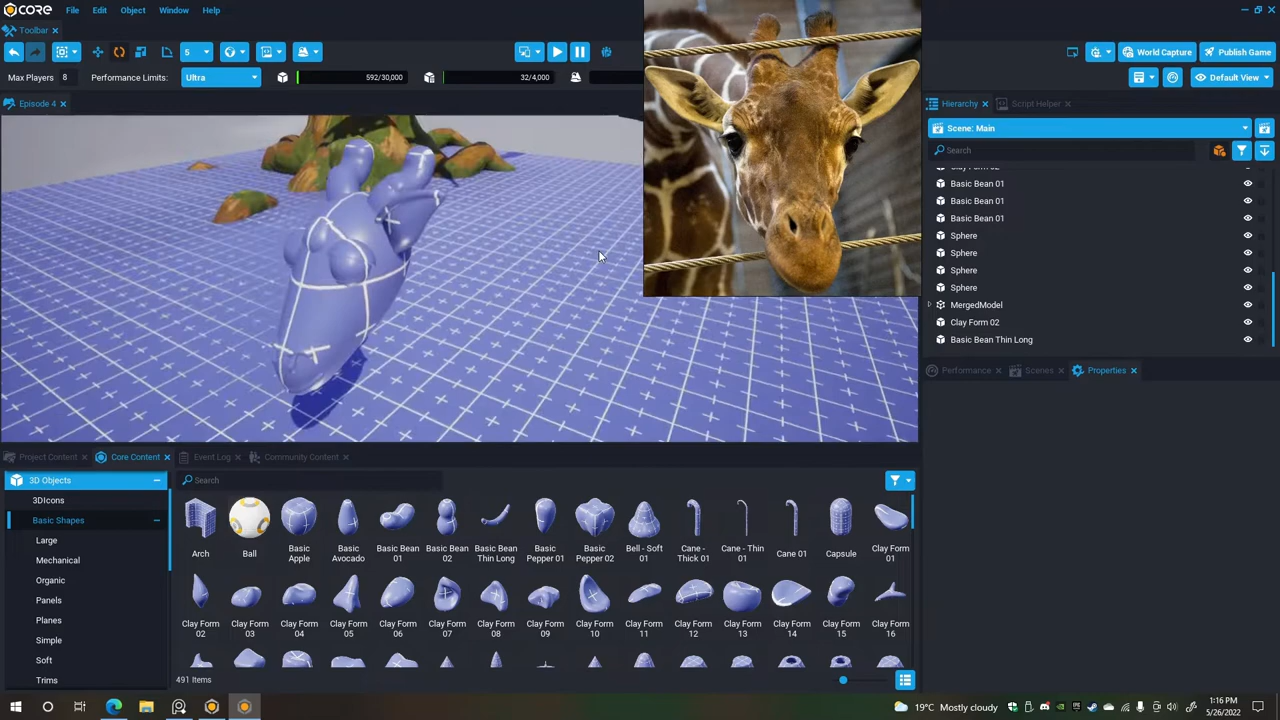 CORE File Edit Object Window Help
Toolbar
5
World Capture Publish Game
Max Players 8 Performance Limits: Ultra 592/30,000 32/4,000
Default View
Episode 4
Hierarchy Script Helper
Scene: Main
Search
Basic Bean 01
Basic Bean 01
Basic Bean 01
Sphere
Sphere
Sphere
Sphere
MergedModel
Clay Form 02
Basic Bean Thin Long
Performance Scenes Properties
Project Content Core Content Event Log Community Content
3D Objects
Search
3DIcons
Basic Shapes
Large
Mechanical
Organic
Panels
Planes
Simple
Soft
Trims
Arch
Ball
Basic Apple
Basic Avocado
Basic Bean 01
Basic Bean 02
Basic Bean Thin Long
Basic Pepper 01
Basic Pepper 02
Bell - Soft 01
Cane - Thick 01
Cane - Thin 01
Cane 01
Capsule
Clay Form 01
Clay Form 02
Clay Form 03
Clay Form 04
Clay Form 05
Clay Form 06
Clay Form 07
Clay Form 08
Clay Form 09
Clay Form 10
Clay Form 11
Clay Form 12
Clay Form 13
Clay Form 14
Clay Form 15
Clay Form 16
491 Items
19°C Mostly cloudy
1:16 PM
5/26/2022